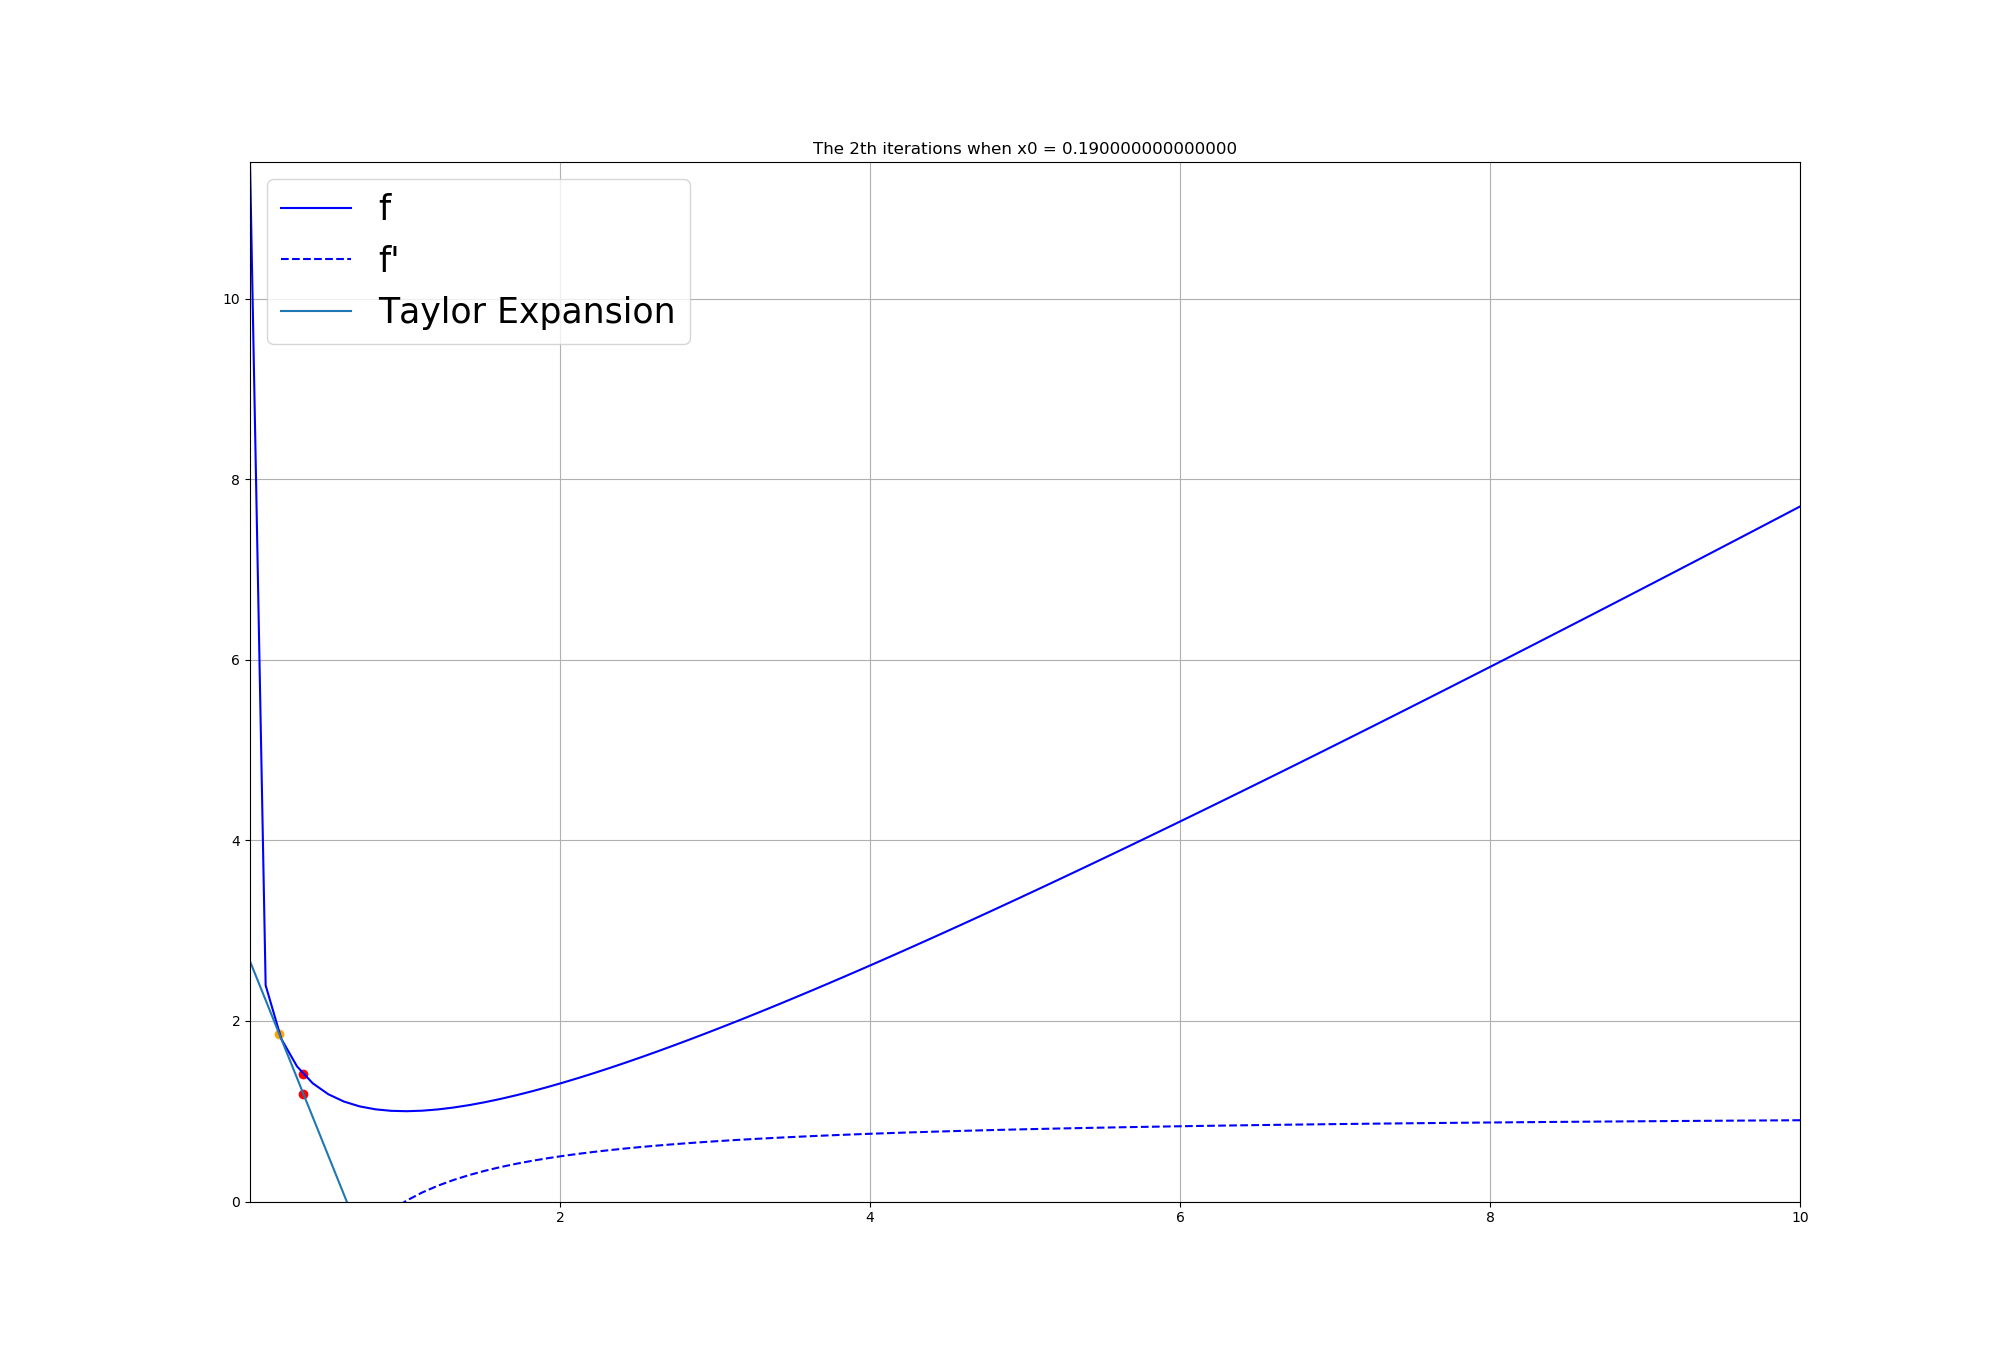 The 2th iterations when x0 = 0.190000000000000
f
f'
Taylor Expansion
10
8
6
4
2
0
2 4 6 8 10